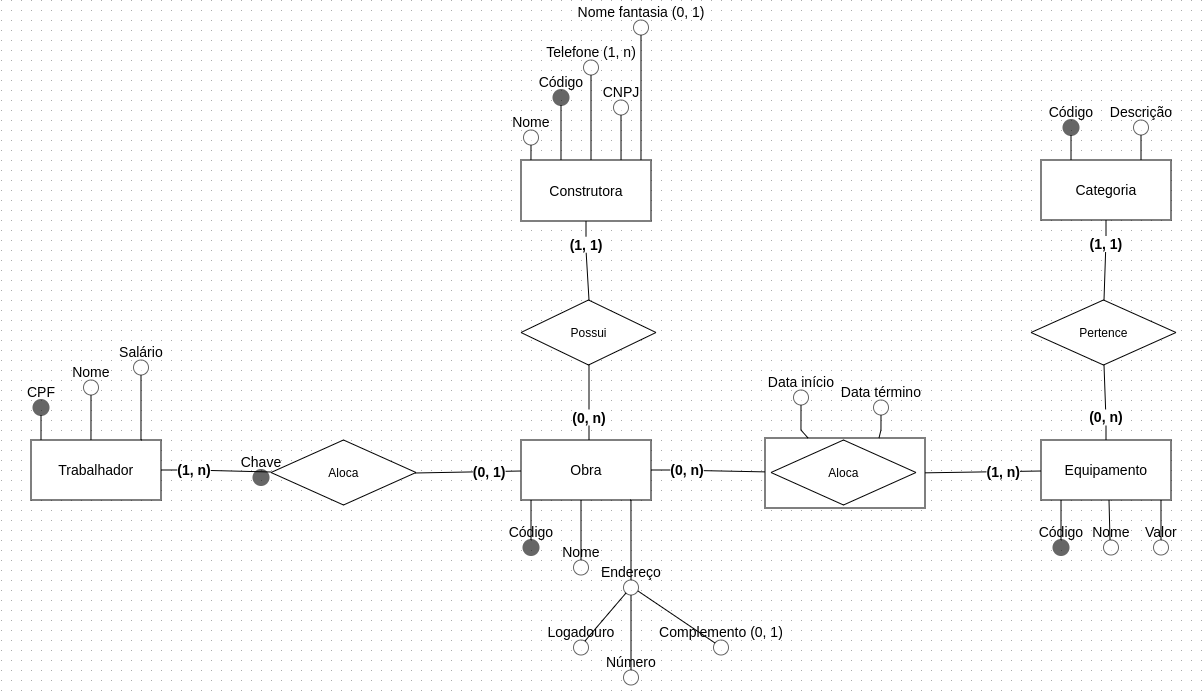 Nome fantasia (0, 1)
Telefone (1, n)
Código
CNPJ
Nome
Construtora
(1, 1)
Possui
(0, n)
Código
Descrição
Categoria
(1, 1)
Pertence
(0, n)
Salário
Nome
CPF
Trabalhador
(1, n)
Chave
Aloca
(0, 1)
Obra
(0, n)
Data início
Data término
Aloca
(1, n)
Equipamento
Código
Nome
Endereço
Logadouro
Número
Complemento (0, 1)
Código
Nome
Valor